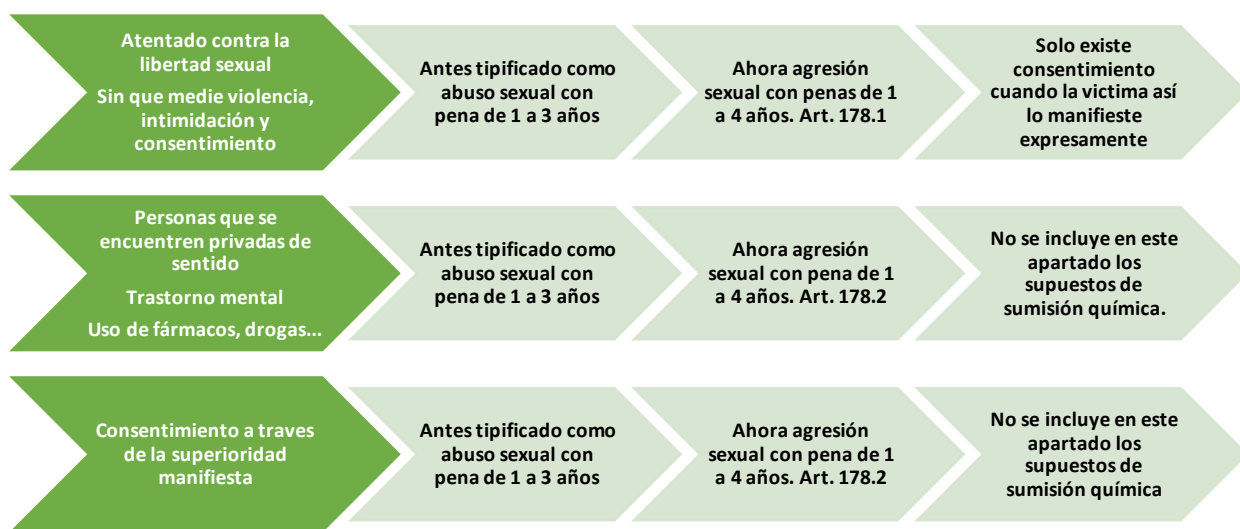 Atentado contra la
libertad sexual
Sin que medie violencia,
intimidación y
consentimiento
Antes tipificado como
abuso sexual con
pena de 1 a 3 años
Ahora agresión
sexual con penas de 1
a 4 años. Art. 178.1
Solo existe
consentimiento
cuando la victima así
lo manifieste
expresamente
Personas que se
encuentren privadas de
sentido
Trastorno mental
Uso de fármacos, drogas...
Antes tipificado como
abuso sexual con
pena de 1 a 3 años
Ahora agresión
sexual con pena de 1
a 4 años. Art. 178.2
No se incluye en este
apartado los
supuestos de
sumisión química.
Consentimiento a traves
de la superioridad
manifiesta
Antes tipificado como
abuso sexual con
pena de 1 a 3 años
Ahora agresión
sexual con pena de 1
a 4 años. Art. 178.2
No se incluye en este
apartado los
supuestos de
sumisión química